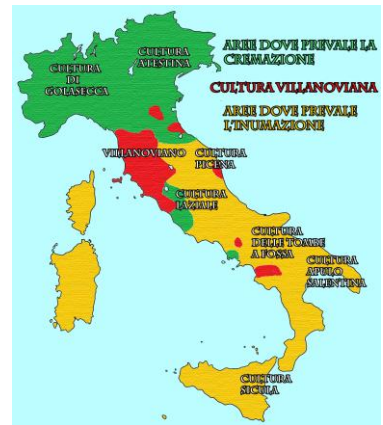 AREE DOVE PREVALE LA
CREMAZIONE
CULTURA VILLANOVIANA
AREE DOVE PREVALE
L'INUMAZIONE
CULTURA
ATESTINA
CULTURA
DI
GOLASECCA
VILLANOVIANO
CULTURA
PICENA
CULTURA
LAZIALE
CULTURA
DELLE TOMBE
A FOSSA
CULTURA
APULO
SALENTINA
CULTURA
SICULA